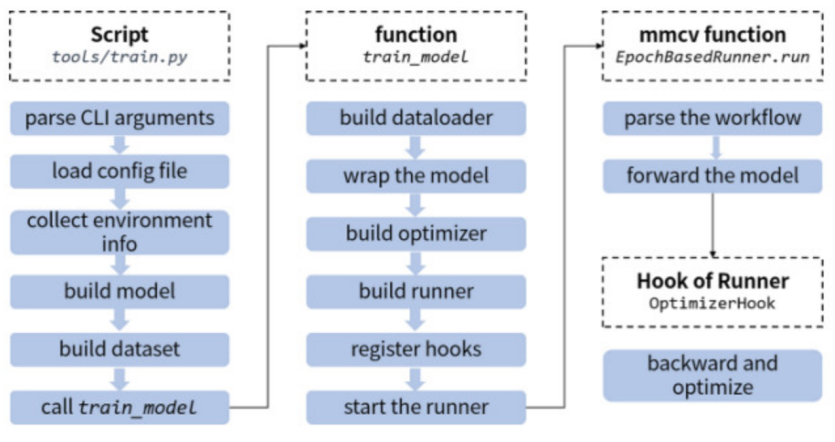 Script
tools/train.py
parse CLI arguments
load config file
collect environment
info
build model
build dataset
call train_model
function
train_model
build dataloader
wrap the model
build optimizer
build runner
register hooks
start the runner
mmcv function
EpochBasedRunner.run
parse the workflow
forward the model
Hook of Runner
OptimizerHook
backward and
optimize